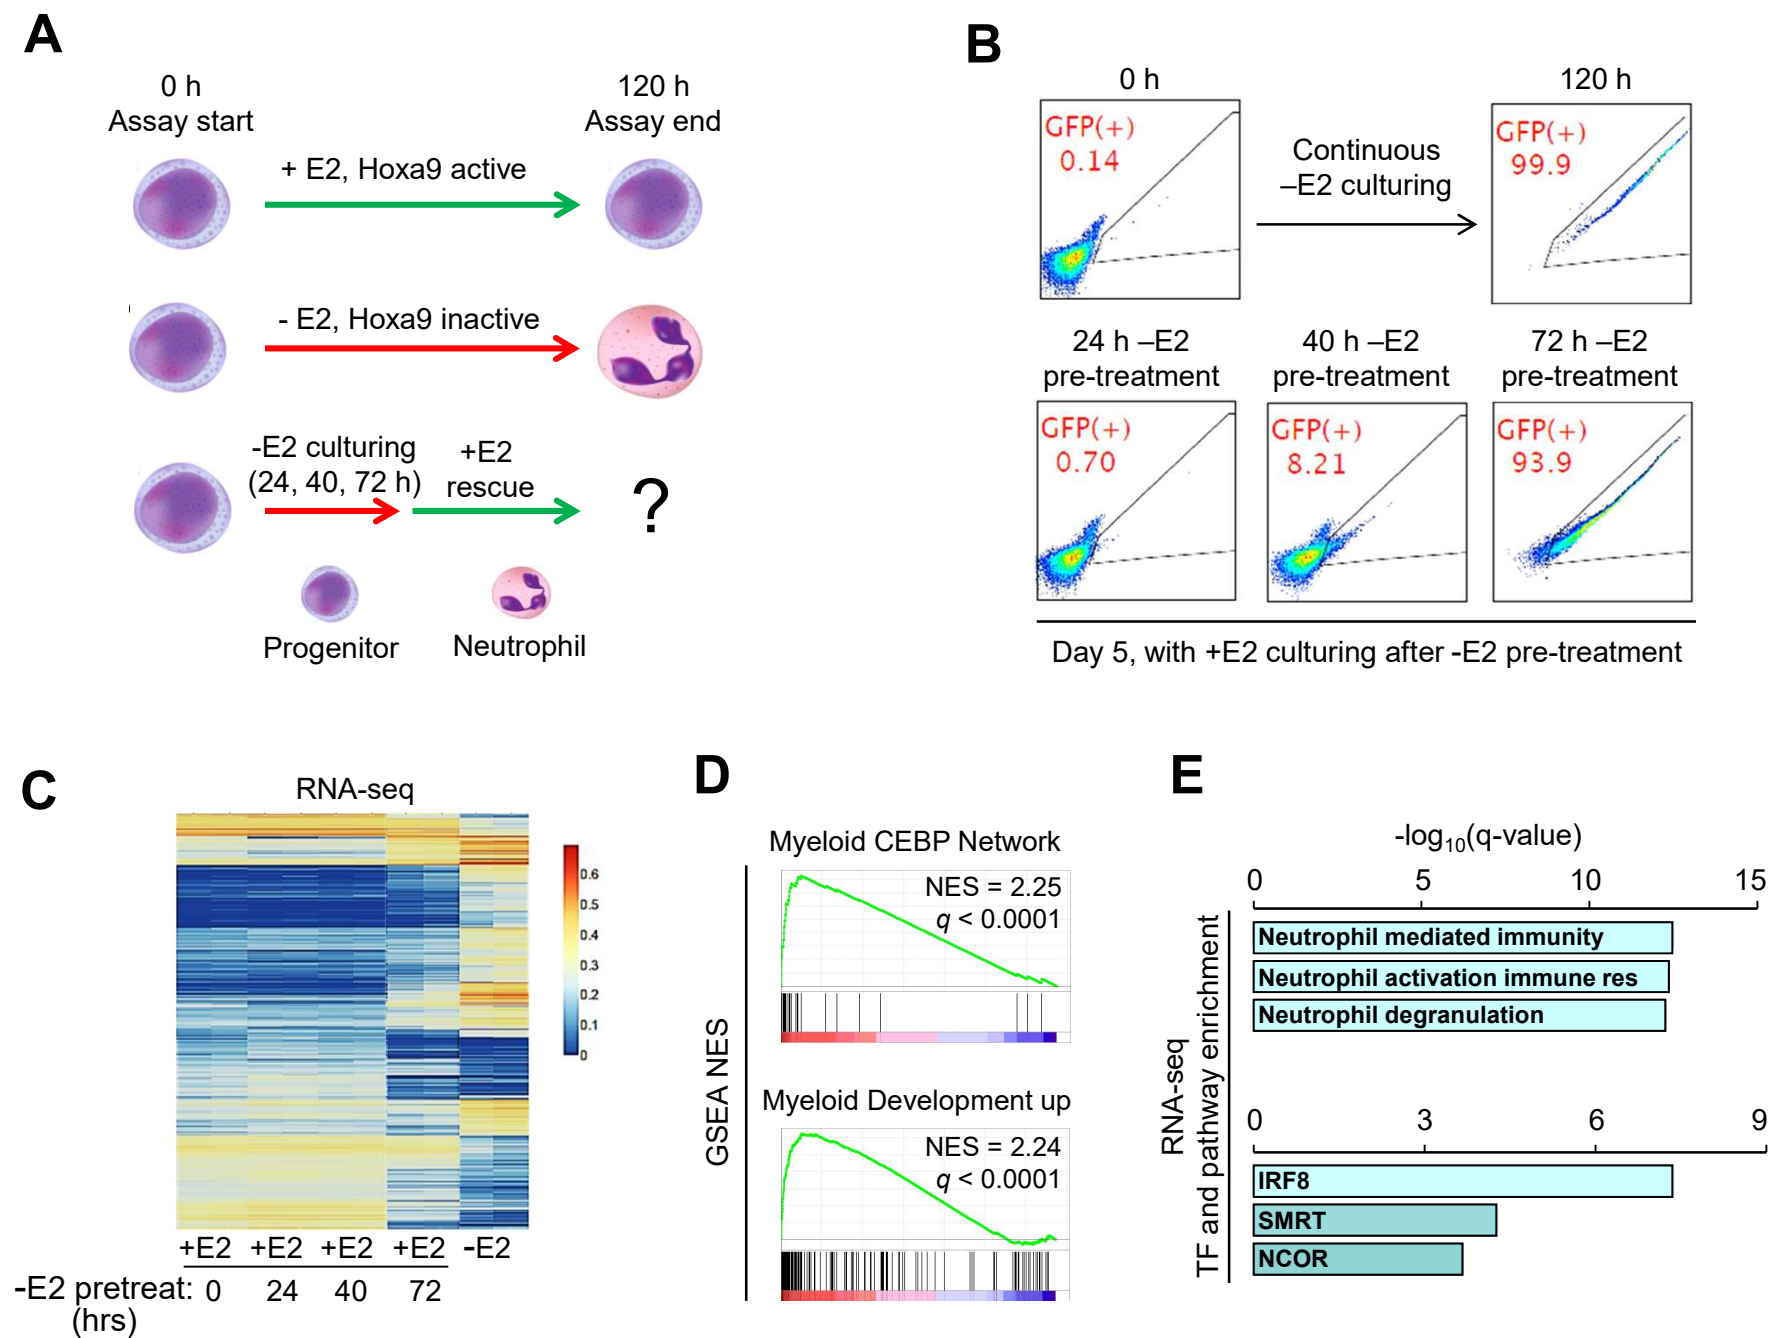 A
0 h
Assay start
120 h
Assay end
+ E2, Hoxa9 active
- E2, Hoxa9 inactive
-E2 culturing
(24, 40, 72 h)
+E2
rescue
?
Progenitor
Neutrophil
B
0 h
120 h
GFP(+)
0.14
Continuous
–E2 culturing
GFP(+)
99.9
24 h –E2
pre-treatment
40 h –E2
pre-treatment
72 h –E2
pre-treatment
GFP(+)
0.70
GFP(+)
8.21
GFP(+)
93.9
Day 5, with +E2 culturing after -E2 pre-treatment
C
RNA-seq
0.6
0.5
0.4
0.3
0.2
0.1
0
+E2 +E2 +E2 +E2 -E2
-E2 pretreat: 0 24 40 72
(hrs)
D
GSEA NES
Myeloid CEBP Network
NES = 2.25
q < 0.0001
Myeloid Development up
NES = 2.24
q < 0.0001
E
RNA-seq
TF and pathway enrichment
-log10(q-value)
0 5 10 15
Neutrophil mediated immunity
Neutrophil activation immune res
Neutrophil degranulation
0 3 6 9
IRF8
SMRT
NCOR